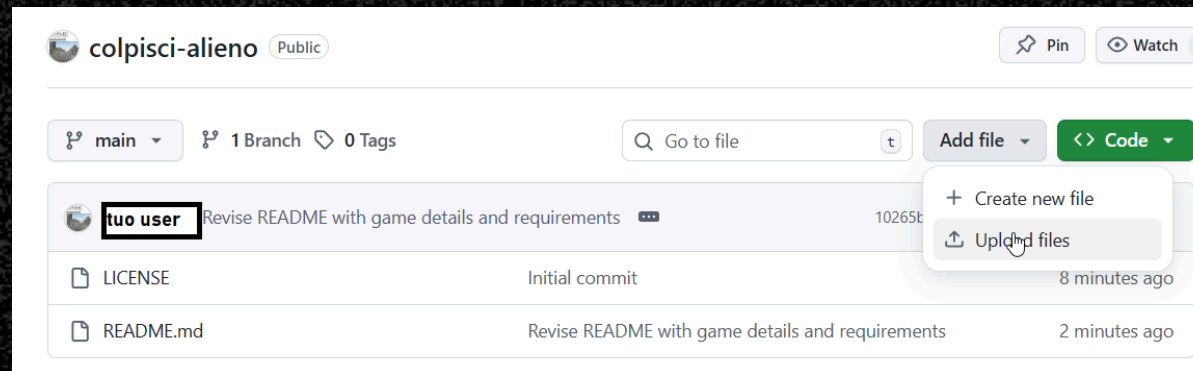 colpisci-alieno Public Pin Watch
main 1 Branch 0 Tags Go to file t Add file Code
tuo user Revise README with game details and requirements 10265b
Create new file
Upload files
LICENSE Initial commit 8 minutes ago
README.md Revise README with game details and requirements 2 minutes ago